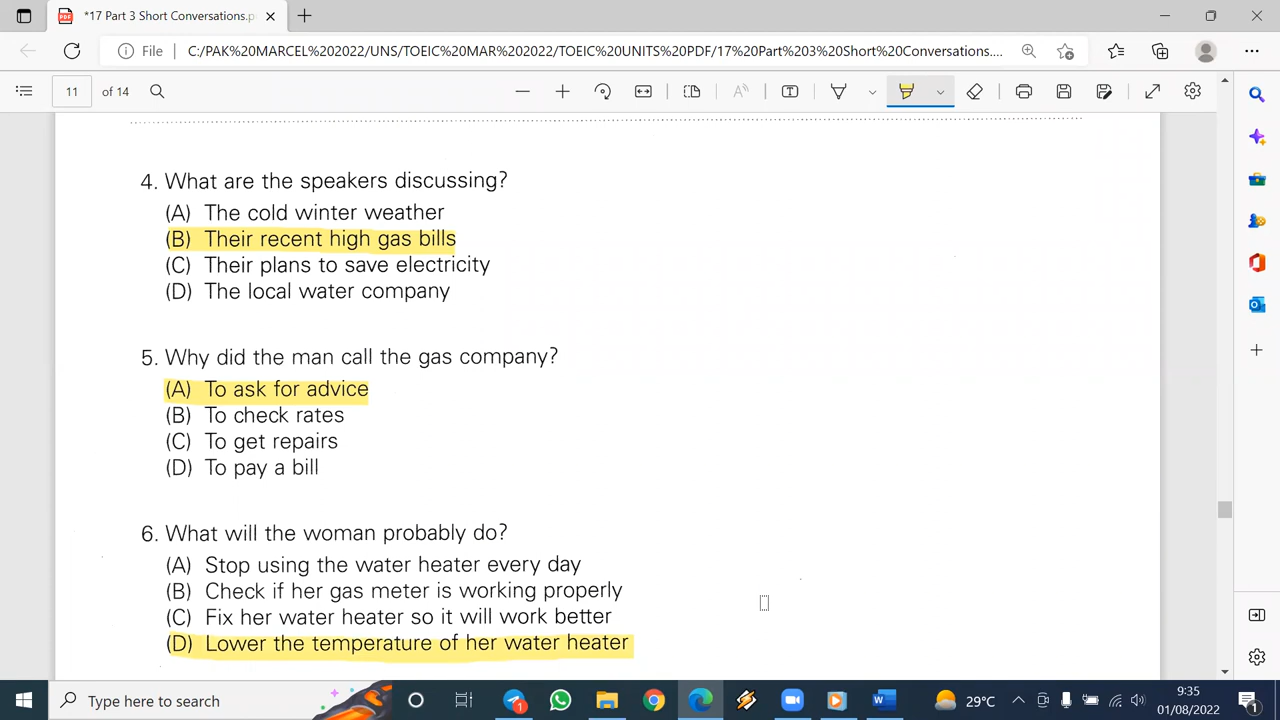 *17 Part 3 Short Conversations.p
File
C:/PAK%20MARCEL%202022/UNS/TOEIC%20MAR%202022/TOEIC%20UNITS%20PDF/17%20Part%203%20Short%20Conversations....
11 of 14
4. What are the speakers discussing?
(A) The cold winter weather
(B) Their recent high gas bills
(C) Their plans to save electricity
(D) The local water company
5. Why did the man call the gas company?
(A) To ask for advice
(B) To check rates
(C) To get repairs
(D) To pay a bill
6. What will the woman probably do?
(A) Stop using the water heater every day
(B) Check if her gas meter is working properly
(C) Fix her water heater so it will work better
(D) Lower the temperature of her water heater
Type here to search
29°C
9:35
01/08/2022